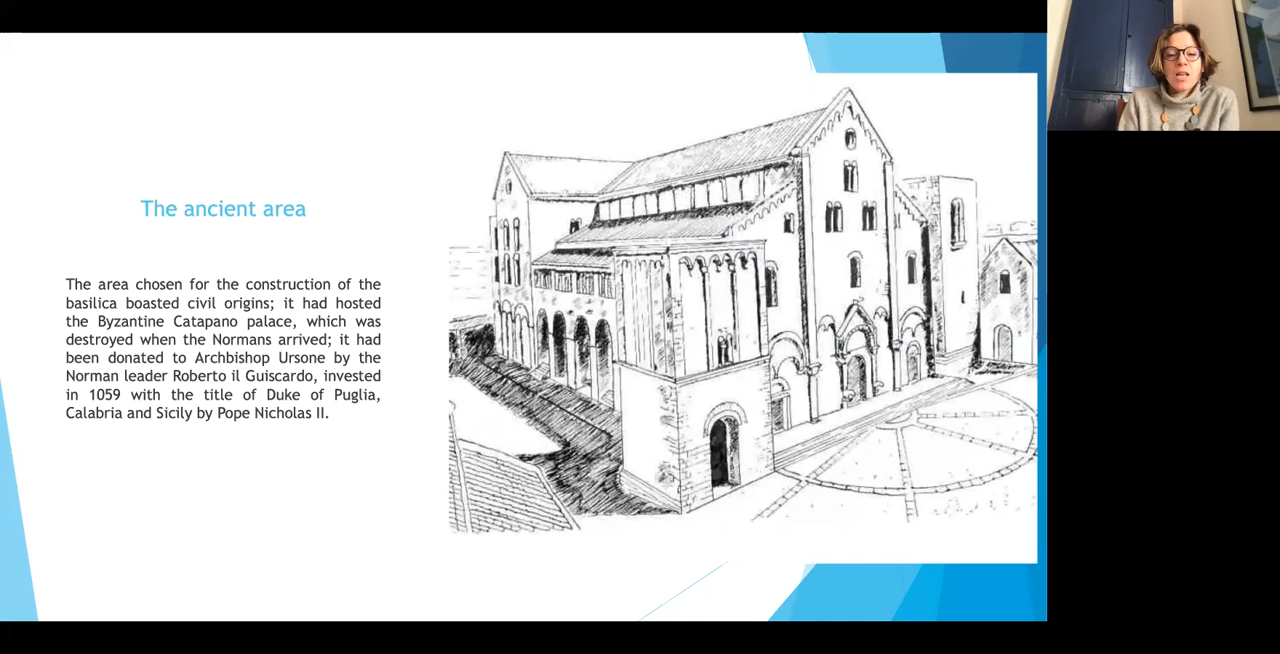 The ancient area
The area chosen for the construction of the
basilica boasted civil origins; it had hosted
the Byzantine Catapano palace, which was
destroyed when the Normans arrived; it had
been donated to Archbishop Ursone by the
Norman leader Roberto il Guiscardo, invested
in 1059 with the title of Duke of Puglia,
Calabria and Sicily by Pope Nicholas II.